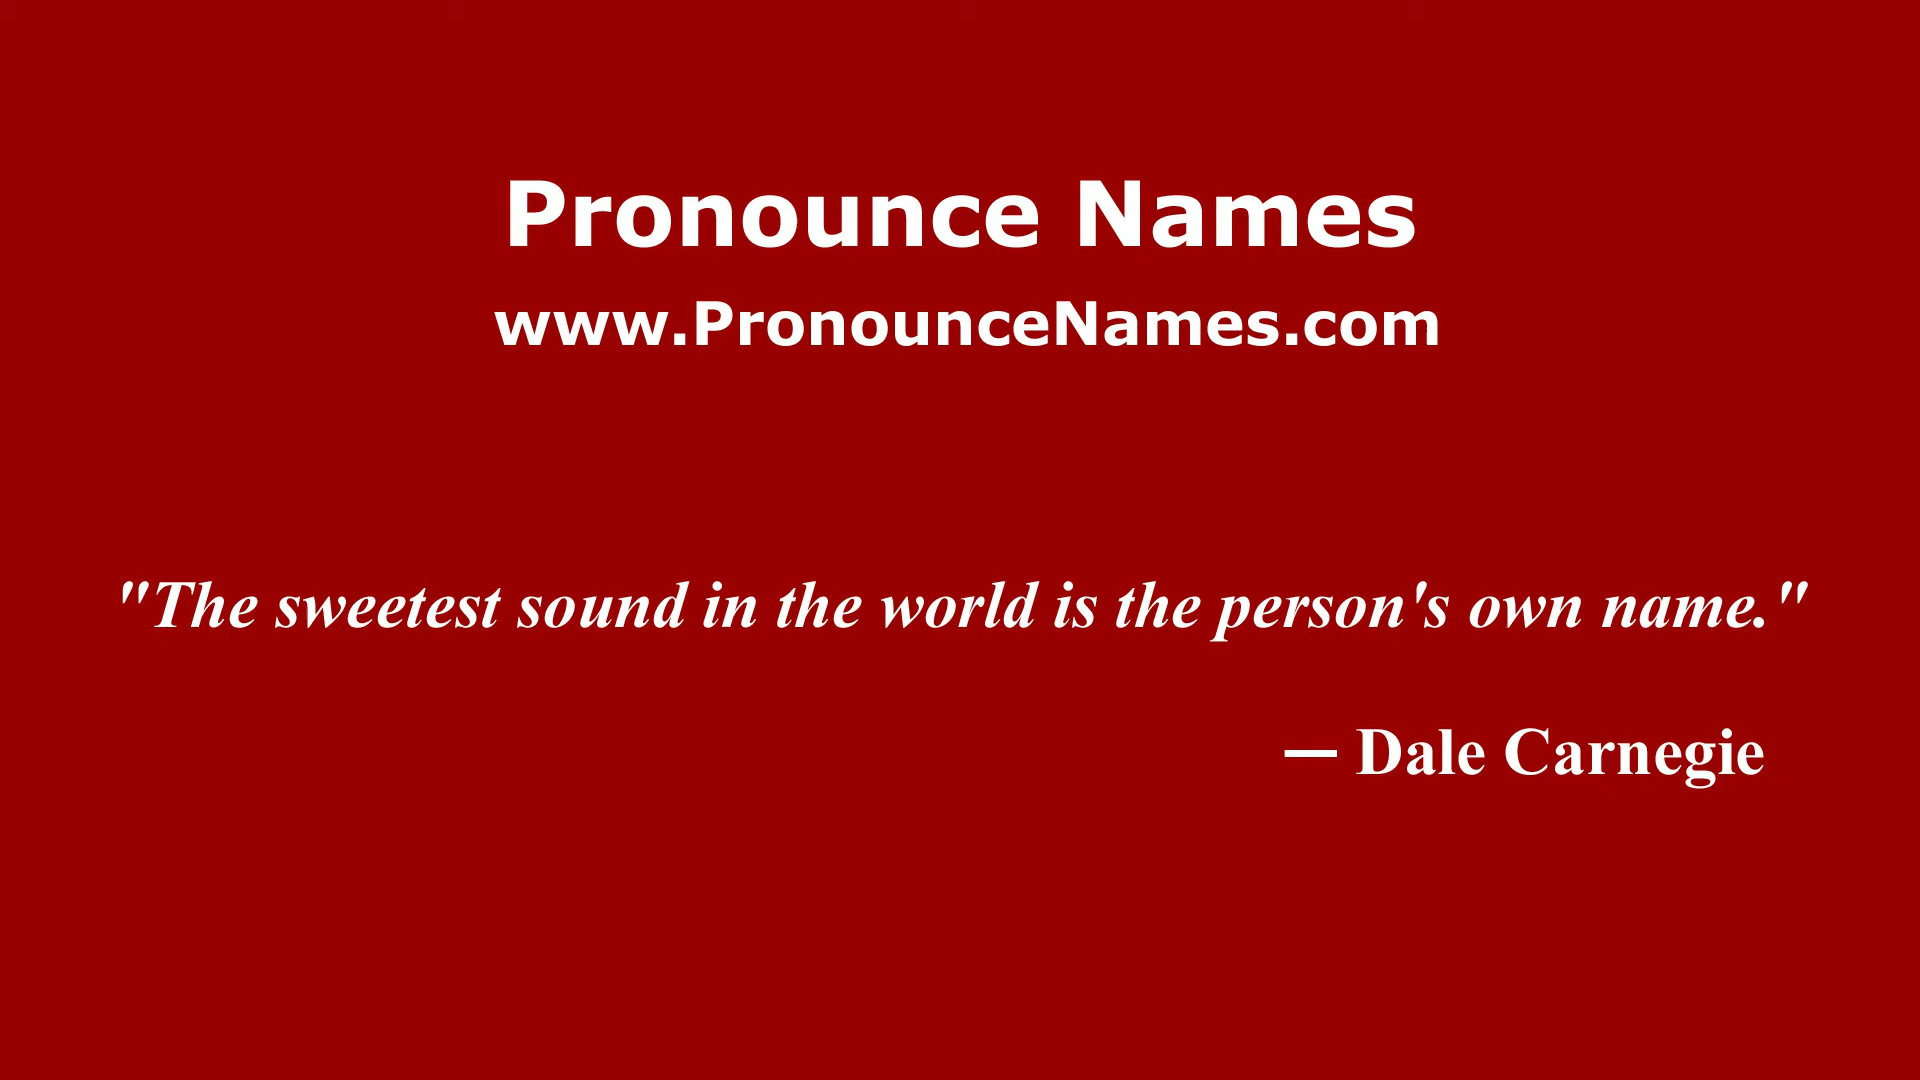 Pronounce Names
www.PronounceNames.com
"The sweetest sound in the world is the person's own name."
— Dale Carnegie